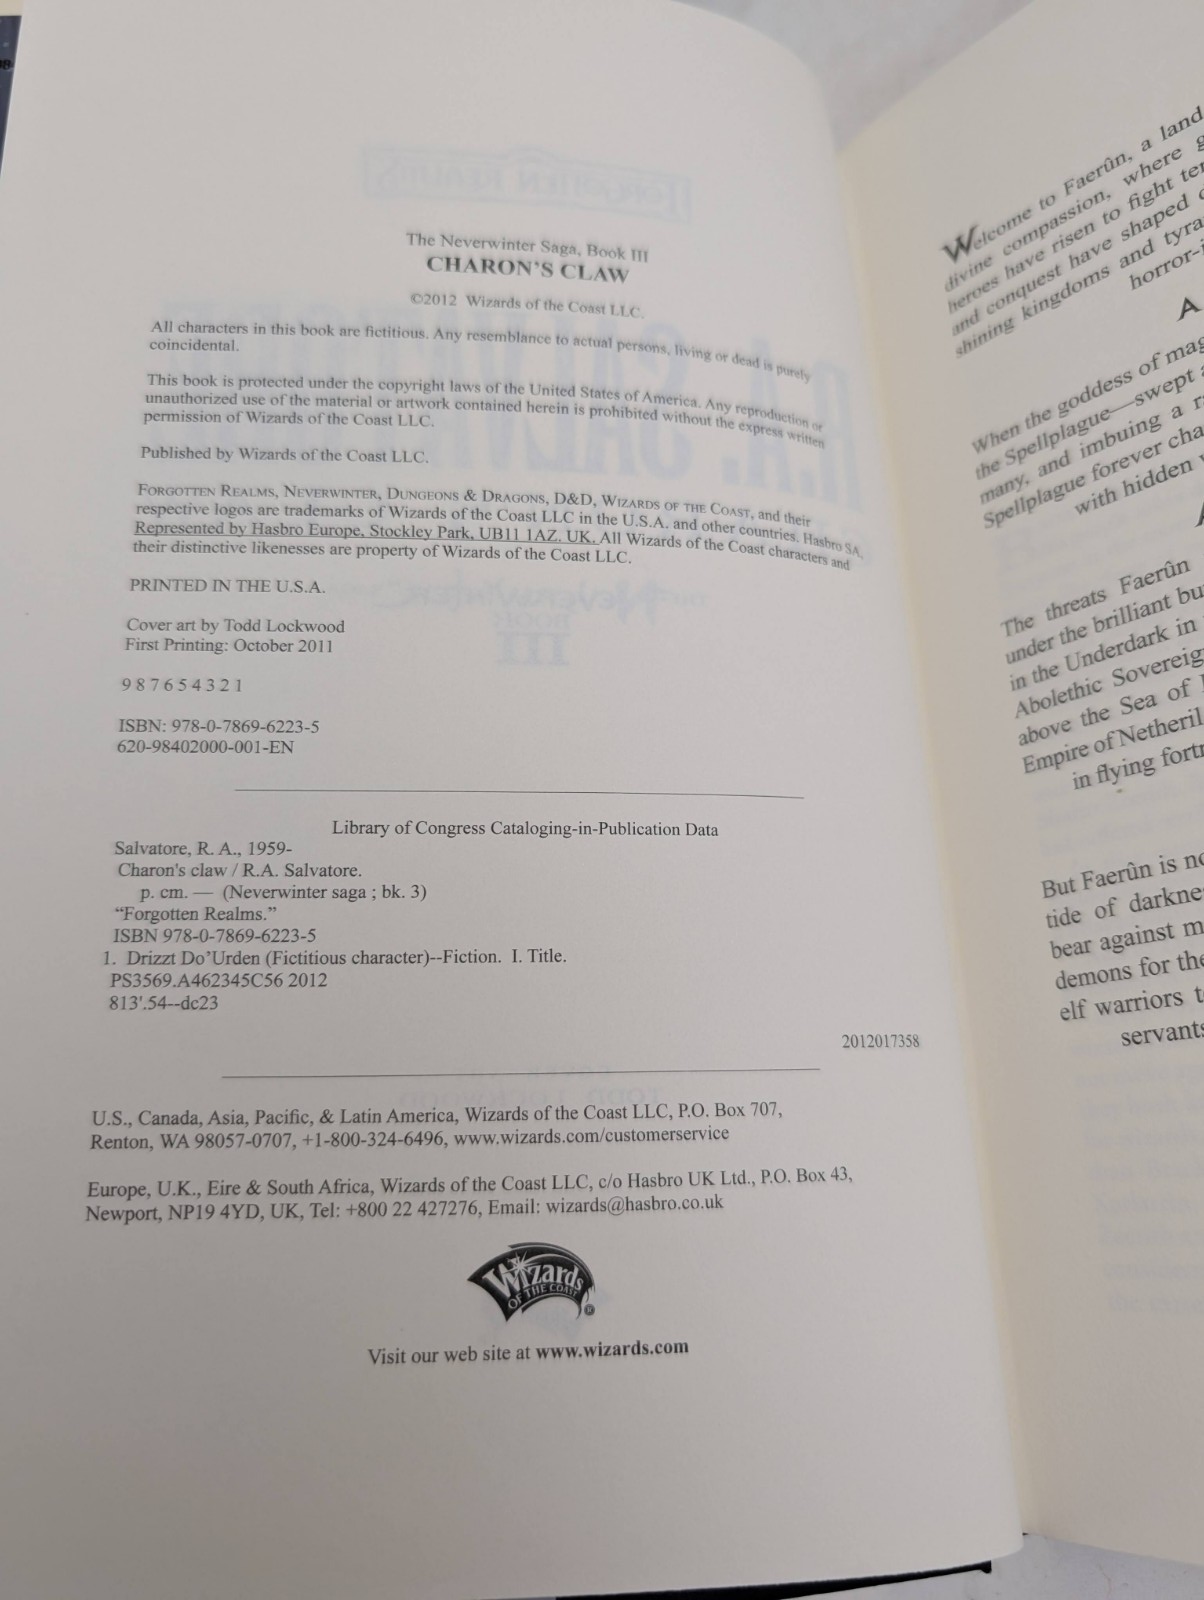 The Neverwinter Saga, Book III
CHARON'S CLAW
©2012 Wizards of the Coast LLC.
All characters in this book are fictitious. Any resemblance to actual persons, living or dead is purely
coincidental.
This book is protected under the copyright laws of the United States of America. Any reproduction or
unauthorized use of the material or artwork contained herein is prohibited without the express written
permission of Wizards of the Coast LLC.
Published by Wizards of the Coast LLC.
FORGOTTEN REALMS, NEVERWINTER, DUNGEONS & DRAGONS, D&D, WIZARDS OF THE COAST, and their
respective logos are trademarks of Wizards of the Coast LLC in the U.S.A. and other countries. Hasbro SA,
Represented by Hasbro Europe, Stockley Park, UB11 1AZ. UK. All Wizards of the Coast characters and
their distinctive likenesses are property of Wizards of the Coast LLC.
PRINTED IN THE U.S.A.
Cover art by Todd Lockwood
First Printing: October 2011
9 8 7 6 5 4 3 2 1
ISBN: 978-0-7869-6223-5
620-98402000-001-EN
Library of Congress Cataloging-in-Publication Data
Salvatore, R. A., 1959-
Charon's claw / R.A. Salvatore.
p. cm. — (Neverwinter saga ; bk. 3)
“Forgotten Realms.”
ISBN 978-0-7869-6223-5
1. Drizzt Do’Urden (Fictitious character)--Fiction. I. Title.
PS3569.A462345C56 2012
813'.54--dc23
2012017358
U.S., Canada, Asia, Pacific, & Latin America, Wizards of the Coast LLC, P.O. Box 707,
Renton, WA 98057-0707, +1-800-324-6496, www.wizards.com/customerservice
Europe, U.K., Eire & South Africa, Wizards of the Coast LLC, c/o Hasbro UK Ltd., P.O. Box 43,
Newport, NP19 4YD, UK, Tel: +800 22 427276, Email: wizards@hasbro.co.uk
Wizards
OF THE COAST
®
Visit our web site at www.wizards.com
Welcome to Faerûn, a land
divine compassion, where
heroes have risen to fight
and conquest have shaped
shining kingdoms and
horror-
A
When the goddess of
the Spellplague—swept
many, and imbuing a
Spellplague forever
with hidden
The threats Faerûn
under the brilliant
in the Underdark in
Abolethic
above the Sea of
Empire of Netheril
in flying
But Faerûn is
tide of
bear against
demons for the
elf warriors
servants